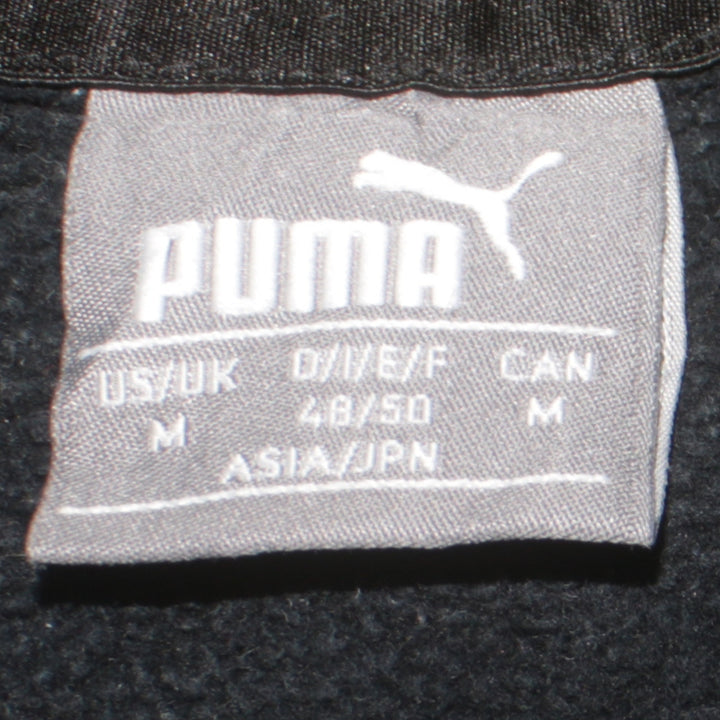 PUMA
US/UK D/I/E/F CAN
M 48/50 M
ASIA/JPN